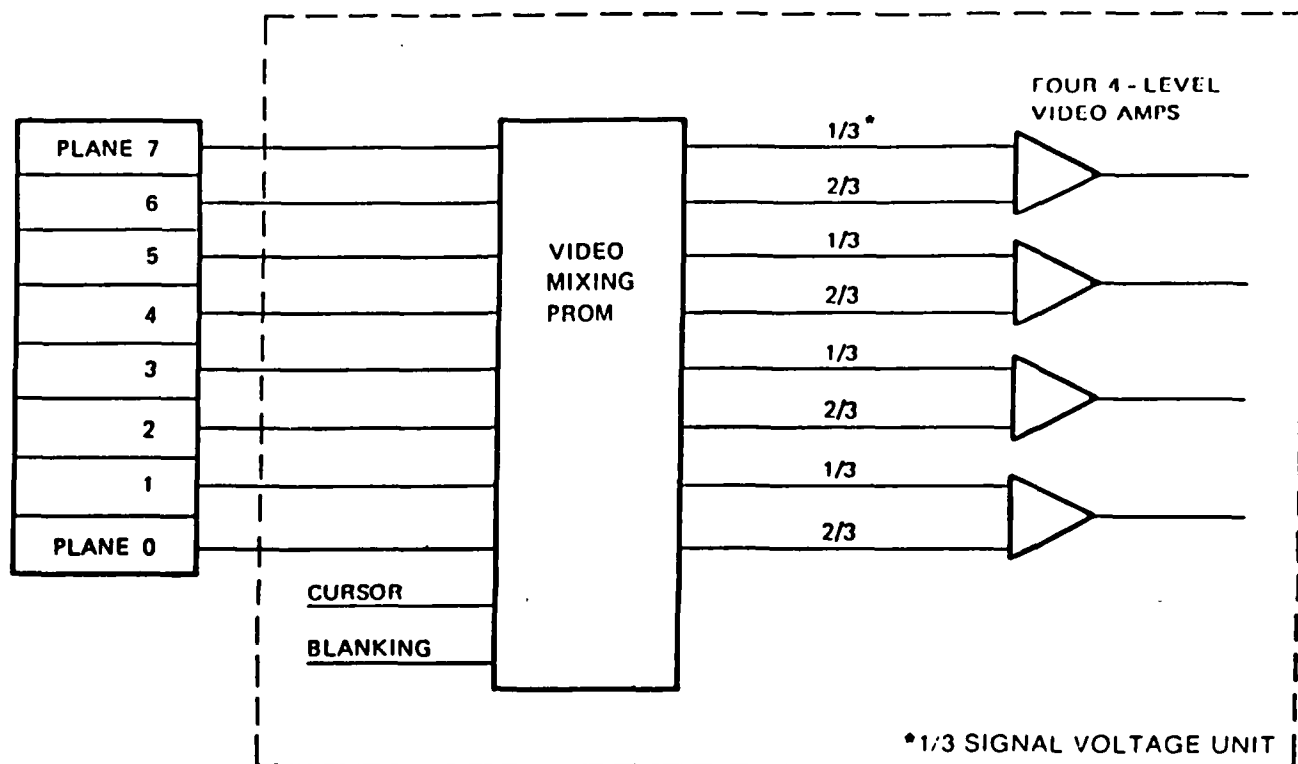 FOUR 4 - LEVEL
VIDEO AMPS
PLANE 7
6
5
4
3
2
1
PLANE 0
CURSOR
BLANKING
VIDEO
MIXING
PROM
1/3*
2/3
1/3
2/3
1/3
2/3
1/3
2/3
*1/3 SIGNAL VOLTAGE UNIT